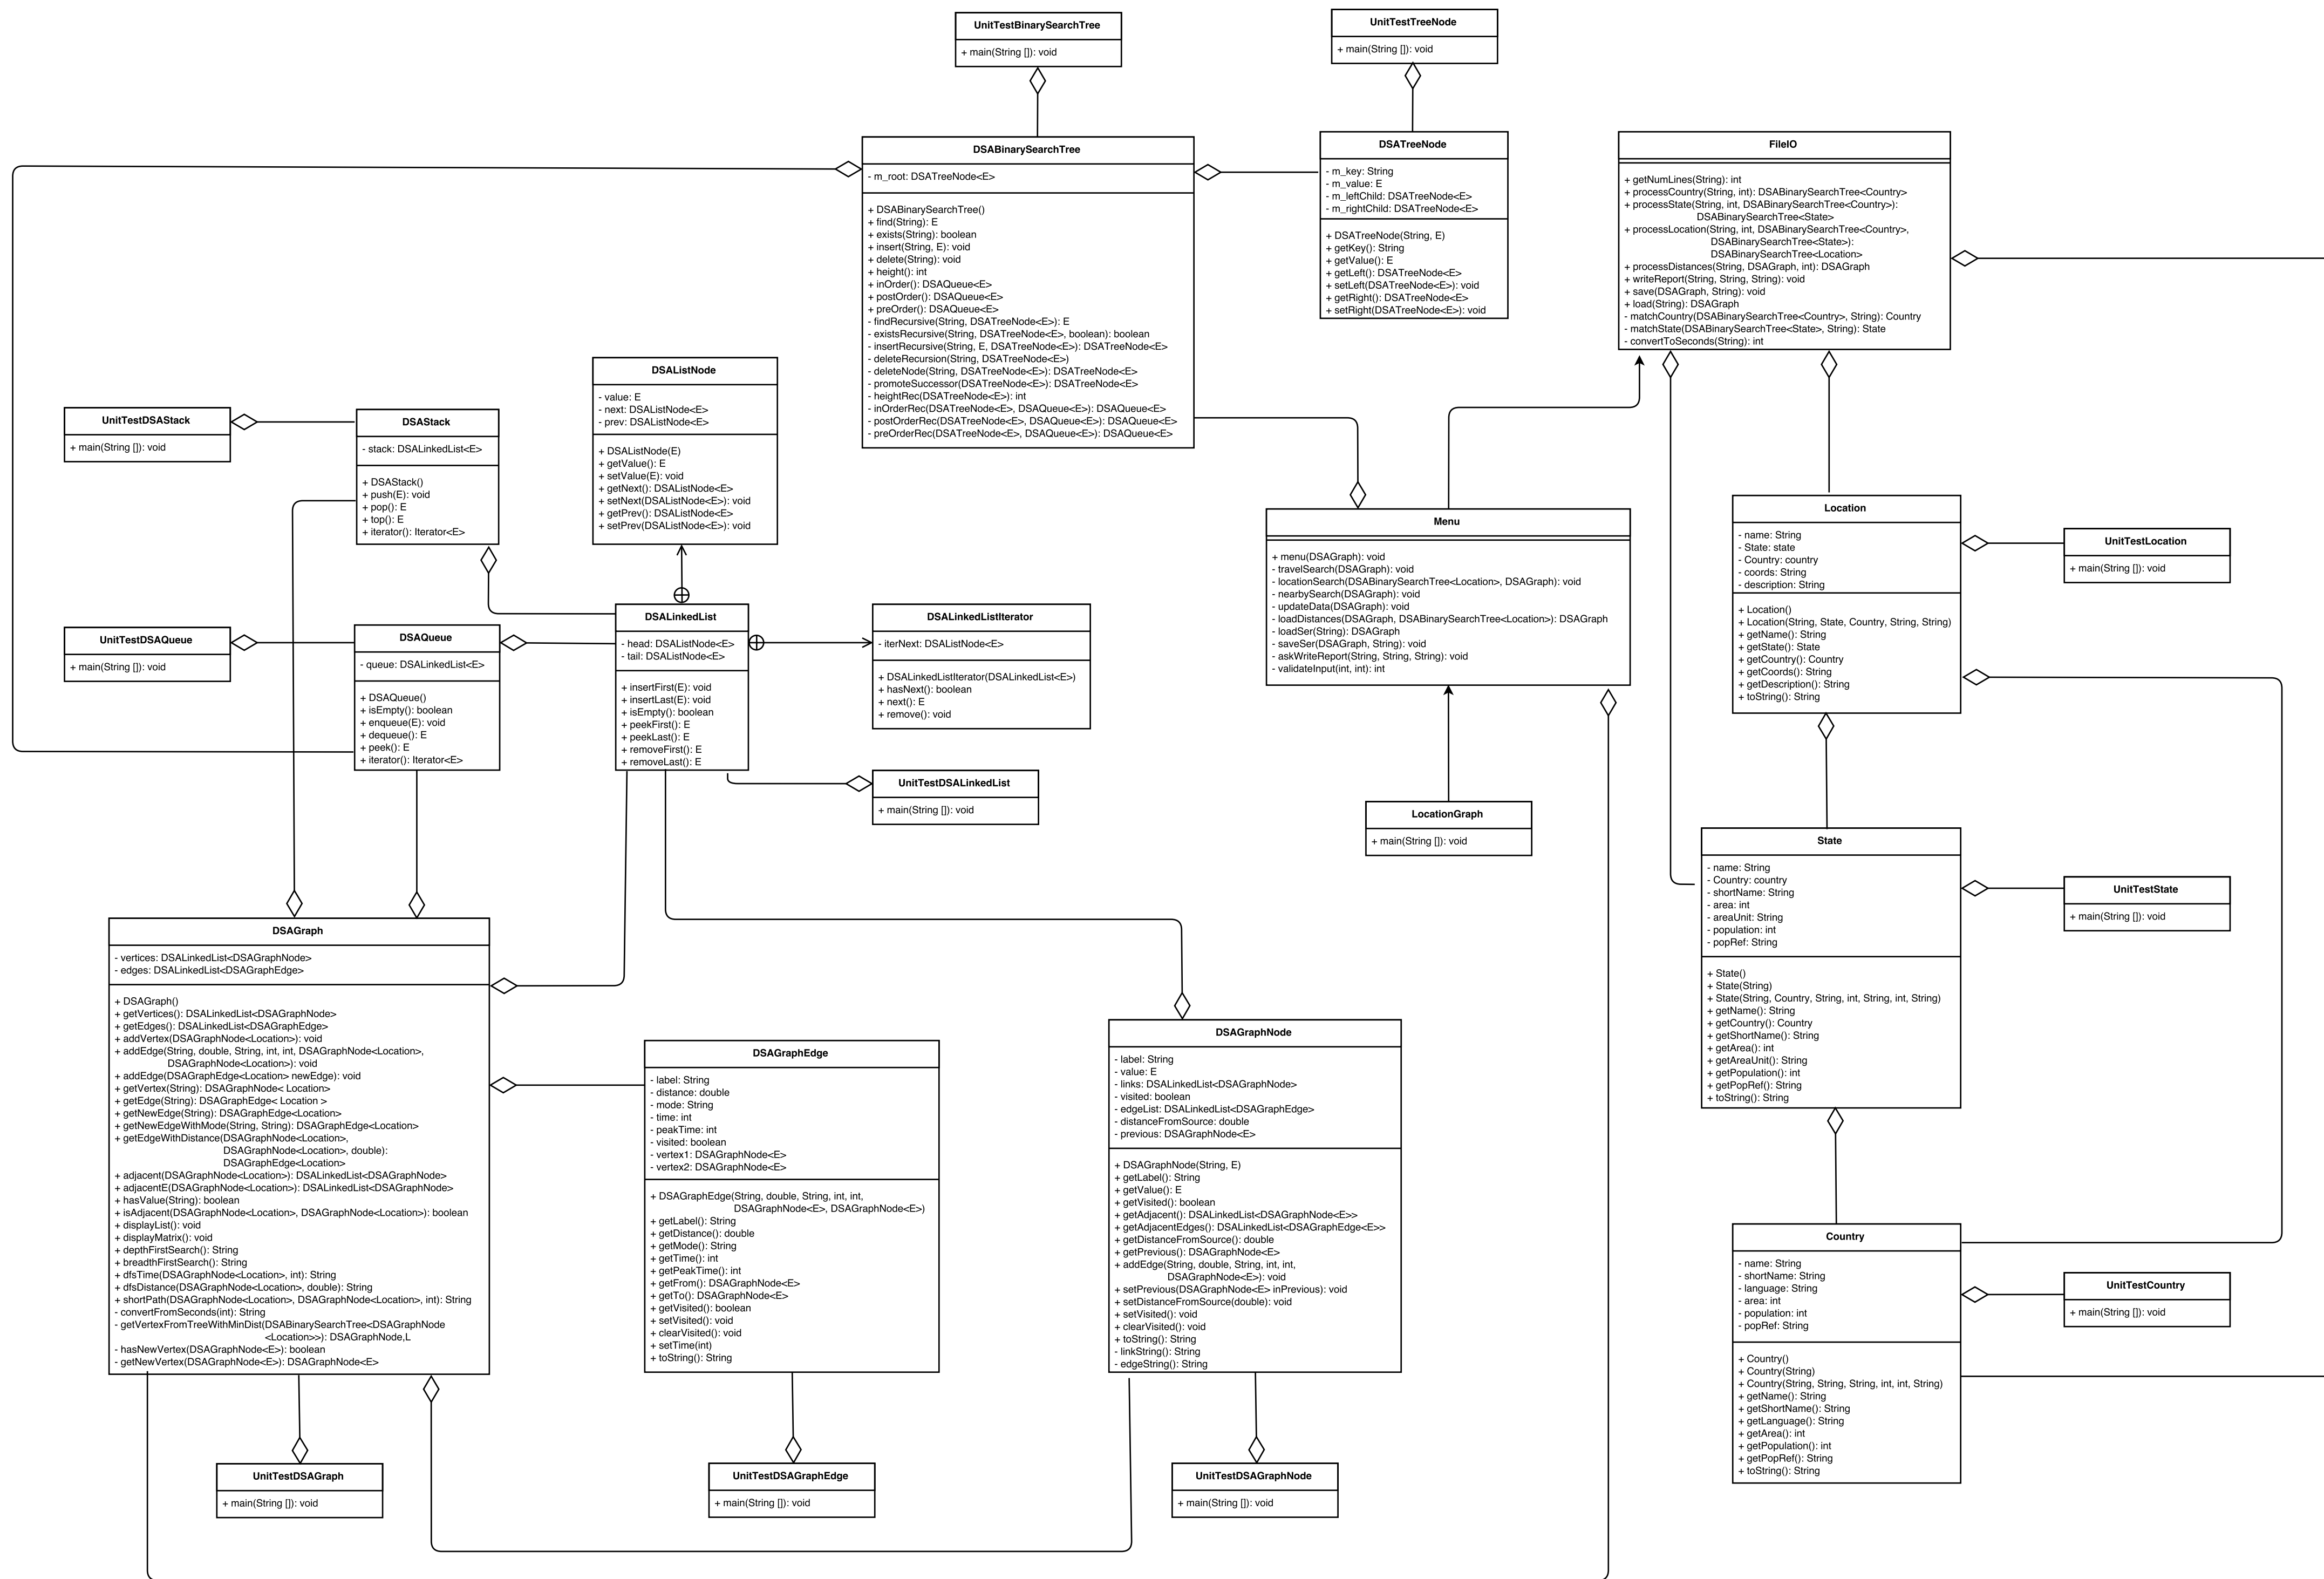 UnitTestBinarySearchTree
+ main(String []): void
UnitTestTreeNode
+ main(String []): void
DSABinarySearchTree
- m_root: DSATreeNode<E>
+ DSABinarySearchTree()
+ find(String): E
+ exists(String): boolean
+ insert(String, E): void
+ delete(String): void
+ height(): int
+ inOrder(): DSAQueue<E>
+ postOrder(): DSAQueue<E>
+ preOrder(): DSAQueue<E>
- findRecursive(String, DSATreeNode<E>): E
- existsRecursive(String, DSATreeNode<E>, boolean): boolean
- insertRecursive(String, E, DSATreeNode<E>): DSATreeNode<E>
- deleteRecursion(String, DSATreeNode<E>)
- deleteNode(String, DSATreeNode<E>): DSATreeNode<E>
- promoteSuccessor(DSATreeNode<E>): DSATreeNode<E>
- heightRec(DSATreeNode<E>): int
- inOrderRec(DSATreeNode<E>, DSAQueue<E>): DSAQueue<E>
- postOrderRec(DSATreeNode<E>, DSAQueue<E>): DSAQueue<E>
- preOrderRec(DSATreeNode<E>, DSAQueue<E>): DSAQueue<E>
DSATreeNode
- m_key: String
- m_value: E
- m_leftChild: DSATreeNode<E>
- m_rightChild: DSATreeNode<E>
+ DSATreeNode(String, E)
+ getKey(): String
+ getValue(): E
+ getLeft(): DSATreeNode<E>
+ setLeft(DSATreeNode<E>): void
+ getRight(): DSATreeNode<E>
+ setRight(DSATreeNode<E>): void
FileIO
+ getNumLines(String): int
+ processCountry(String, int): DSABinarySearchTree<Country>
+ processState(String, int, DSABinarySearchTree<Country>):
DSABinarySearchTree<State>
+ processLocation(String, int, DSABinarySearchTree<Country>,
DSABinarySearchTree<State>):
DSABinarySearchTree<Location>
+ processDistances(String, DSAGraph, int): DSAGraph
+ writeReport(String, String, String): void
+ save(DSAGraph, String): void
+ load(String): DSAGraph
- matchCountry(DSABinarySearchTree<Country>, String): Country
- matchState(DSABinarySearchTree<State>, String): State
- convertToSeconds(String): int
UnitTestDSAStack
+ main(String []): void
DSAStack
- stack: DSALinkedList<E>
+ DSAStack()
+ push(E): void
+ pop(): E
+ top(): E
+ iterator(): Iterator<E>
DSAListNode
- value: E
- next: DSAListNode<E>
- prev: DSAListNode<E>
+ DSAListNode(E)
+ getValue(): E
+ setValue(E): void
+ getNext(): DSAListNode<E>
+ setNext(DSAListNode<E>): void
+ getPrev(): DSAListNode<E>
+ setPrev(DSAListNode<E>): void
Menu
+ menu(DSAGraph): void
- travelSearch(DSAGraph): void
- locationSearch(DSABinarySearchTree<Location>, DSAGraph): void
- nearbySearch(DSAGraph): void
- updateData(DSAGraph): void
- loadDistances(DSAGraph, DSABinarySearchTree<Location>): DSAGraph
- loadSer(String): DSAGraph
- saveSer(DSAGraph, String): void
- askWriteReport(String, String, String): void
- validateInput(int, int): int
Location
- name: String
- State: state
- Country: country
- coords: String
- description: String
+ Location()
+ Location(String, State, Country, String, String)
+ getName(): String
+ getState(): State
+ getCountry(): Country
+ getCoords(): String
+ getDescription(): String
+ toString(): String
UnitTestLocation
+ main(String []): void
UnitTestDSAQueue
+ main(String []): void
DSAQueue
- queue: DSALinkedList<E>
+ DSAQueue()
+ isEmpty(): boolean
+ enqueue(E): void
+ dequeue(): E
+ peek(): E
+ iterator(): Iterator<E>
DSALinkedList
- head: DSAListNode<E>
- tail: DSAListNode<E>
+ insertFirst(E): void
+ insertLast(E): void
+ isEmpty(): boolean
+ peekFirst(): E
+ peekLast(): E
+ removeFirst(): E
+ removeLast(): E
DSALinkedListIterator
- iterNext: DSAListNode<E>
+ DSALinkedListIterator(DSALinkedList<E>)
+ hasNext(): boolean
+ next(): E
+ remove(): void
UnitTestDSALinkedList
+ main(String []): void
LocationGraph
+ main(String []): void
State
- name: String
- Country: country
- shortName: String
- area: int
- areaUnit: String
- population: int
- popRef: String
+ State()
+ State(String)
+ State(String, Country, String, int, String, int, String)
+ getName(): String
+ getCountry(): Country
+ getShortName(): String
+ getArea(): int
+ getAreaUnit(): String
+ getPopulation(): int
+ getPopRef(): String
+ toString(): String
UnitTestState
+ main(String []): void
DSAGraph
- vertices: DSALinkedList<DSAGraphNode>
- edges: DSALinkedList<DSAGraphEdge>
+ DSAGraph()
+ getVertices(): DSALinkedList<DSAGraphNode>
+ getEdges(): DSALinkedList<DSAGraphEdge>
+ addVertex(DSAGraphNode<Location>): void
+ addEdge(String, double, String, int, int, DSAGraphNode<Location>,
DSAGraphNode<Location>): void
+ addEdge(DSAGraphEdge<Location> newEdge): void
+ getVertex(String): DSAGraphNode< Location>
+ getEdge(String): DSAGraphEdge< Location >
+ getNewEdge(String): DSAGraphEdge<Location>
+ getNewEdgeWithMode(String, String): DSAGraphEdge<Location>
+ getEdgeWithDistance(DSAGraphNode<Location>,
DSAGraphNode<Location>, double):
DSAGraphEdge<Location>
+ adjacent(DSAGraphNode<Location>): DSALinkedList<DSAGraphNode>
+ adjacentE(DSAGraphNode<Location>): DSALinkedList<DSAGraphNode>
+ hasValue(String): boolean
+ isAdjacent(DSAGraphNode<Location>, DSAGraphNode<Location>): boolean
+ displayList(): void
+ displayMatrix(): void
+ depthFirstSearch(): String
+ breadthFirstSearch(): String
+ dfsTime(DSAGraphNode<Location>, int): String
+ dfsDistance(DSAGraphNode<Location>, double): String
+ shortPath(DSAGraphNode<Location>, DSAGraphNode<Location>, int): String
- convertFromSeconds(int): String
- getVertexFromTreeWithMinDist(DSABinarySearchTree<DSAGraphNode
<Location>>): DSAGraphNode,L
- hasNewVertex(DSAGraphNode<E>): boolean
- getNewVertex(DSAGraphNode<E>): DSAGraphNode<E>
DSAGraphEdge
- label: String
- distance: double
- mode: String
- time: int
- peakTime: int
- visited: boolean
- vertex1: DSAGraphNode<E>
- vertex2: DSAGraphNode<E>
+ DSAGraphEdge(String, double, String, int, int,
DSAGraphNode<E>, DSAGraphNode<E>)
+ getLabel(): String
+ getDistance(): double
+ getMode(): String
+ getTime(): int
+ getPeakTime(): int
+ getFrom(): DSAGraphNode<E>
+ getTo(): DSAGraphNode<E>
+ getVisited(): boolean
+ setVisited(): void
+ clearVisited(): void
+ setTime(int)
+ toString(): String
DSAGraphNode
- label: String
- value: E
- links: DSALinkedList<DSAGraphNode>
- visited: boolean
- edgeList: DSALinkedList<DSAGraphEdge>
- distanceFromSource: double
- previous: DSAGraphNode<E>
+ DSAGraphNode(String, E)
+ getLabel(): String
+ getValue(): E
+ getVisited(): boolean
+ getAdjacent(): DSALinkedList<DSAGraphNode<E>>
+ getAdjacentEdges(): DSALinkedList<DSAGraphEdge<E>>
+ getDistanceFromSource(): double
+ getPrevious(): DSAGraphNode<E>
+ addEdge(String, double, String, int, int,
DSAGraphNode<E>): void
+ setPrevious(DSAGraphNode<E> inPrevious): void
+ setDistanceFromSource(double): void
+ setVisited(): void
+ clearVisited(): void
+ toString(): String
- linkString(): String
- edgeString(): String
Country
- name: String
- shortName: String
- language: String
- area: int
- population: int
- popRef: String
+ Country()
+ Country(String)
+ Country(String, String, String, int, int, String)
+ getName(): String
+ getShortName(): String
+ getLanguage(): String
+ getArea(): int
+ getPopulation(): int
+ getPopRef(): String
+ toString(): String
UnitTestCountry
+ main(String []): void
UnitTestDSAGraph
+ main(String []): void
UnitTestDSAGraphEdge
+ main(String []): void
UnitTestDSAGraphNode
+ main(String []): void